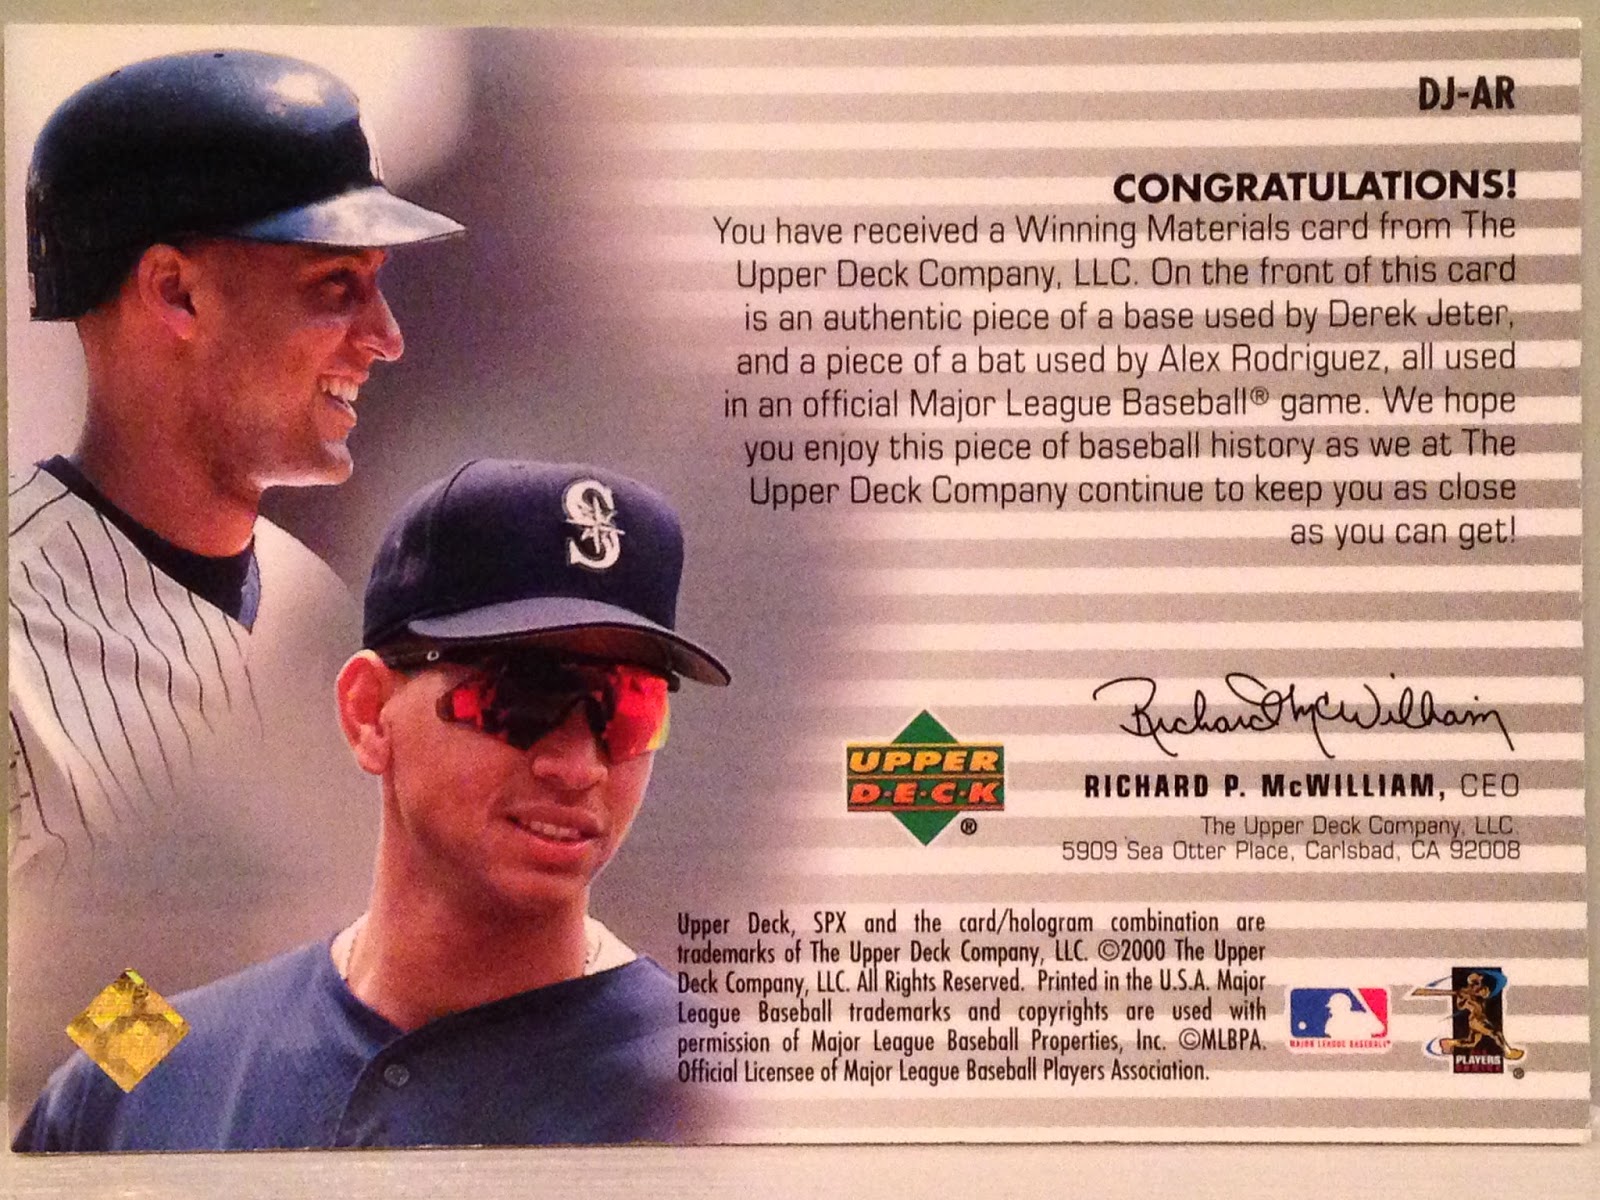 DJ-AR
CONGRATULATIONS!
You have received a Winning Materials card from The
Upper Deck Company, LLC. On the front of this card
is an authentic piece of a base used by Derek Jeter,
and a piece of a bat used by Alex Rodriguez, all used
in an official Major League Baseball® game. We hope
you enjoy this piece of baseball history as we at The
Upper Deck Company continue to keep you as close
as you can get!
S
Richard McWilliam
UPPER
D·E·C·K
®
RICHARD P. McWILLIAM, CEO
The Upper Deck Company, LLC.
5909 Sea Otter Place, Carlsbad, CA 92008
Upper Deck, SPX and the card/hologram combination are
trademarks of The Upper Deck Company, LLC. ©2000 The Upper
Deck Company, LLC. All Rights Reserved. Printed in the U.S.A. Major
League Baseball trademarks and copyrights are used with
permission of Major League Baseball Properties, Inc. ©MLBPA.
Official Licensee of Major League Baseball Players Association.
MAJOR LEAGUE BASEBALL
PLAYERS
CHOICE
®